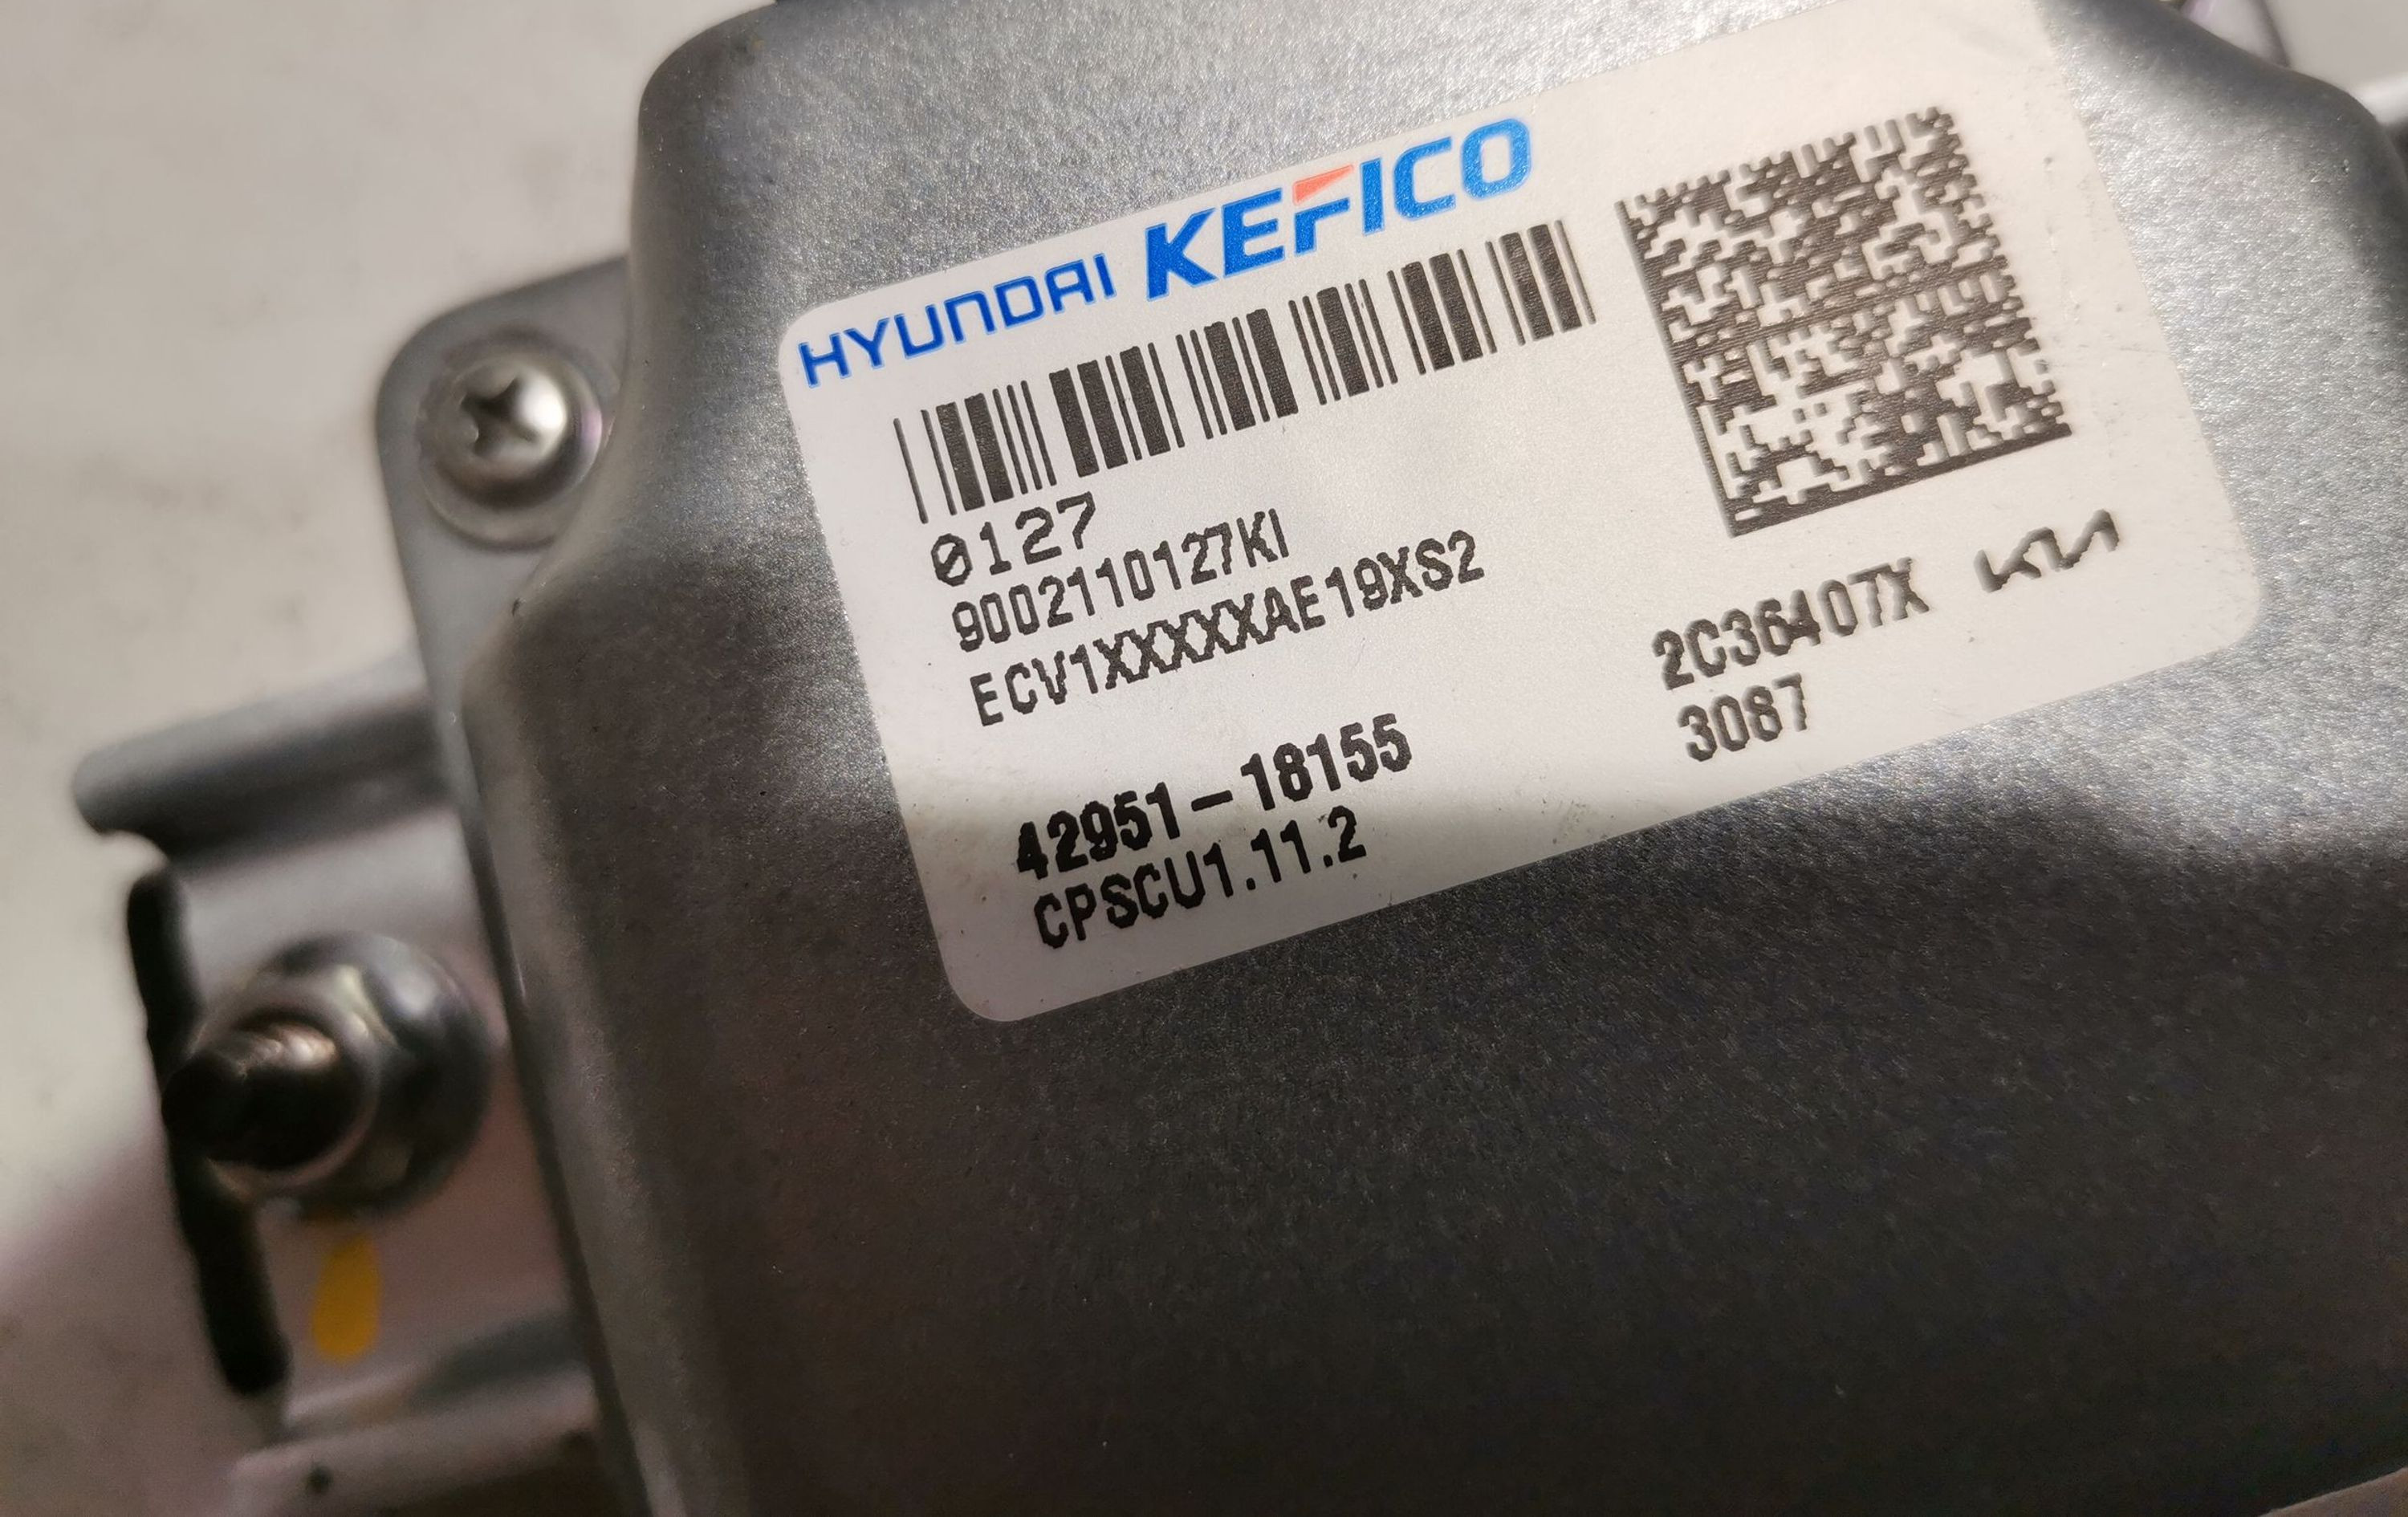 HYUNDAI KEFICO
0127
9002110127KI
ECV1XXXXXAE19XS2
2C36407X KIA
3087
42951-18155
CPSCU1.11.2